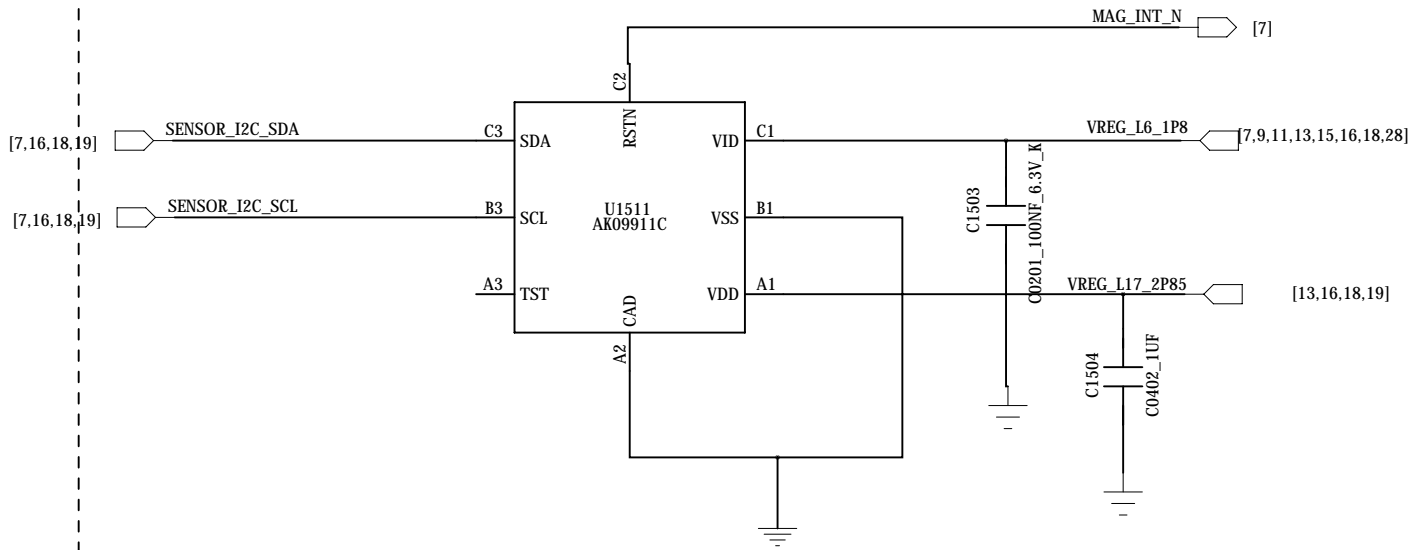 MAG_INT_N
[7]
C2
RSTN
[7,16,18,19]
SENSOR_I2C_SDA
C3
SDA
VID
C1
VREG_L6_1P8
[7,9,11,13,15,16,18,28]
[7,16,18,19]
SENSOR_I2C_SCL
B3
SCL
U1511
AK09911C
VSS
B1
C1503
C0201_100NF_6.3V_K
A3
TST
CAD
VDD
A1
VREG_L17_2P85
[13,16,18,19]
A2
C1504
C0402_1UF